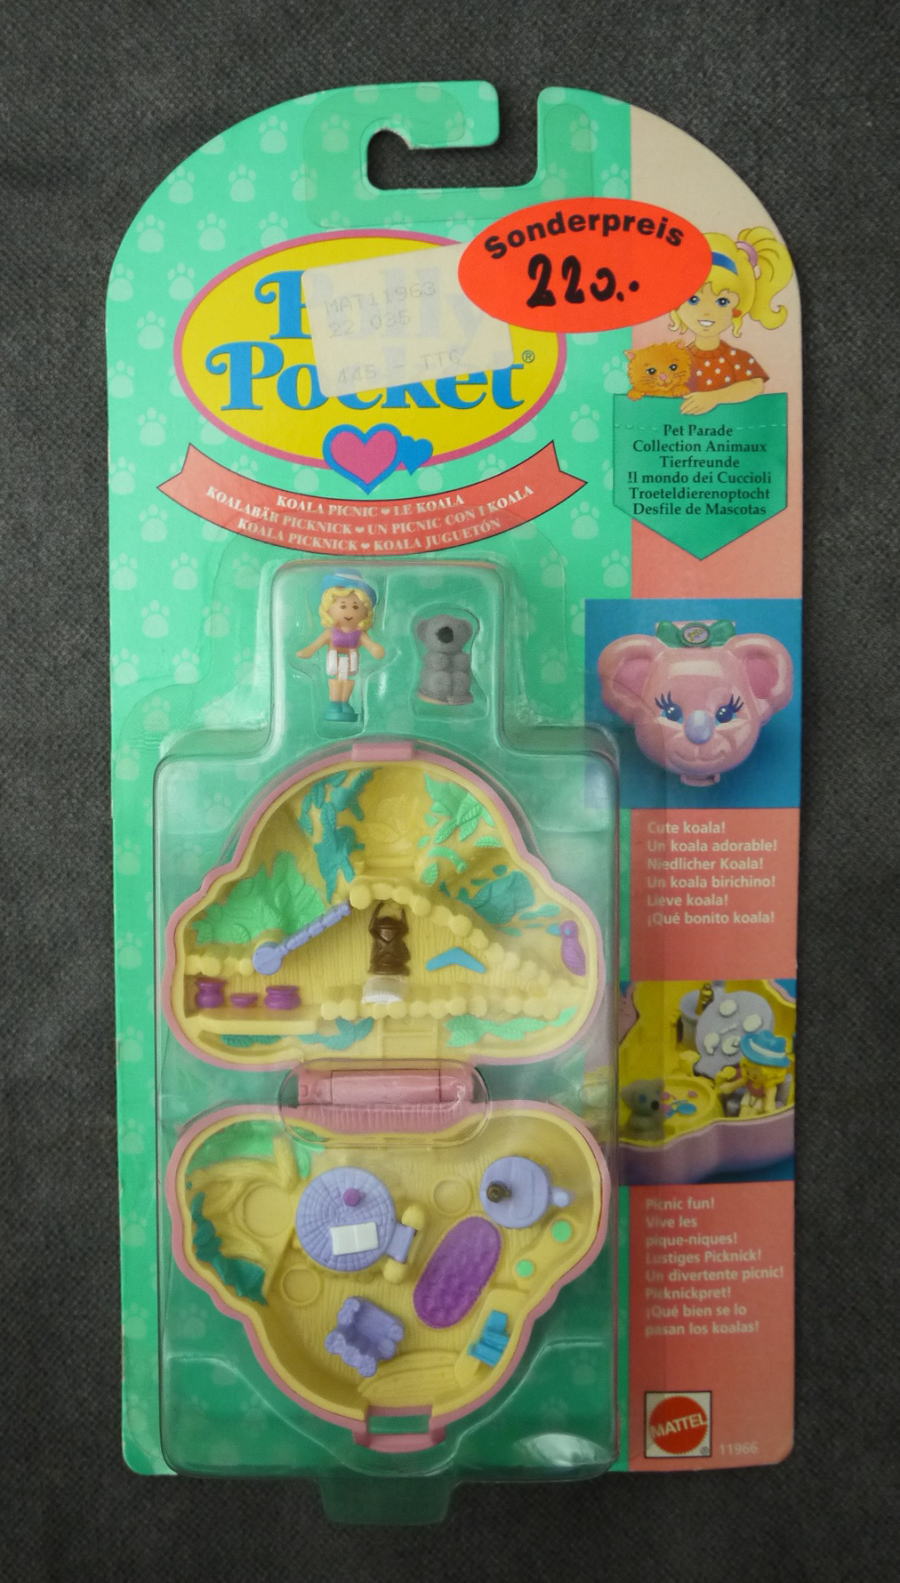 Sonderpreis
220.-
MAT11963
22 035
445 - TTC
Polly
Pocket®
Pet Parade
Collection Animaux
Tierfreunde
Il mondo dei Cuccioli
Troeteldierenoptocht
Desfile de Mascotas
KOALA PICNIC ❤ LE KOALA
KOALABÄR PICKNICK ❤ UN PICNIC CON I KOALA
KOALA PICKNICK ❤ KOALA JUGUETÓN
Cute koala!
Un koala adorable!
Niedlicher Koala!
Un koala birichino!
Lieve koala!
¡Qué bonito koala!
Picnic fun!
Vive les
pique-niques!
Lustiges Picknick!
Un divertente picnic!
Picknickpret!
¡Qué bien se lo
pasan los koalas!
MATTEL
®
11966